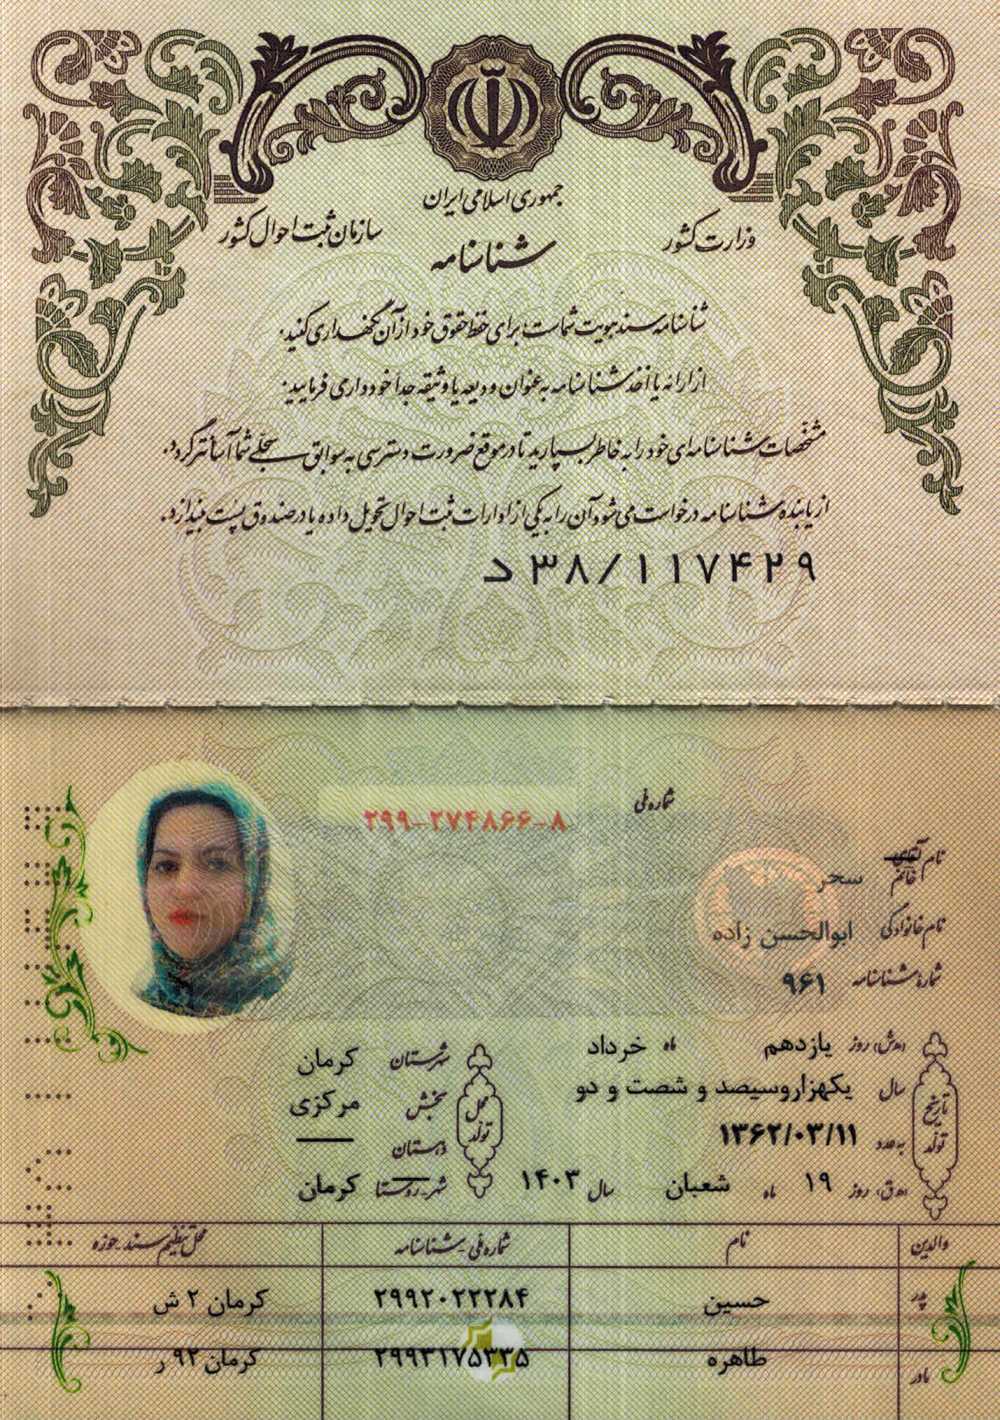 جمهوری اسلامی ایران
وزارت کشور
سازمان ثبت احوال کشور
شناسنامه
شناسنامه سند هویت شماست؛ برای حفظ حقوق خود از آن نگهداری کنید.
از ارائه یا اخذ شناسنامه به عنوان ودیعه یا وثیقه جداً خودداری فرمایید.
مشخصات شناسنامه‌ای خود را به خاطر بسپارید تا در موقع ضرورت دسترسی به سوابق سجلی شما آسانتر گردد.
از یابنده شناسنامه درخواست می شود آن را به یکی از ادارات ثبت احوال تحویل داده یا در صندوق پست بیندازد.
د ۳۸/۱۱۷۴۲۹
شماره ملی ۲۹۹-۲۷۴۸۶۶-۸
نام آقای خانم سحر
نام خانوادگی ابوالحسن زاده
شماره شناسنامه ۹۶۱
تاریخ تولد
(ه‍.ش) روز یازدهم ماه خرداد
سال یکهزاروسیصد و شصت و دو
به عدد ۱۳۶۲/۰۳/۱۱
(ه‍.ق) روز ۱۹ ماه شعبان سال ۱۴۰۳
محل تولد
شهرستان کرمان
بخش مرکزی
دهستان ——
شهر-روستا کرمان
والدین نام شماره ملی-شناسنامه محل تنظیم سند-حوزه
پدر حسین ۲۹۹۲۰۲۲۲۸۴ کرمان ۲ ش
مادر طاهره ۲۹۹۳۱۷۵۳۳۵ کرمان ۹۲ ر